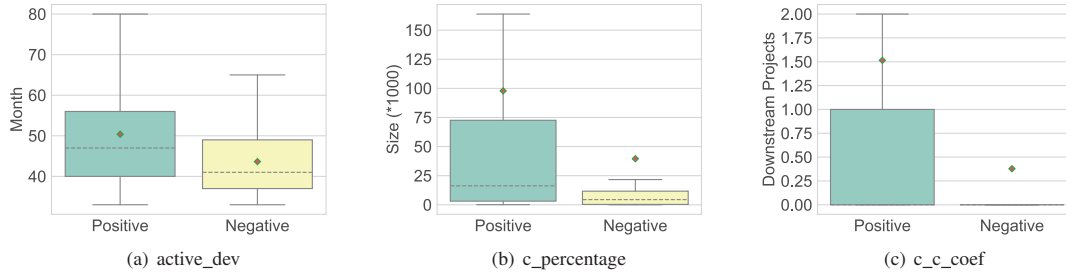 80
70
60
50
40
Month
Positive
Negative
(a) active_dev
150
125
100
75
50
25
0
Size (*1000)
Positive
Negative
(b) c_percentage
2.00
1.75
1.50
1.25
1.00
0.75
0.50
0.25
0.00
Downstream Projects
Positive
Negative
(c) c_c_coef